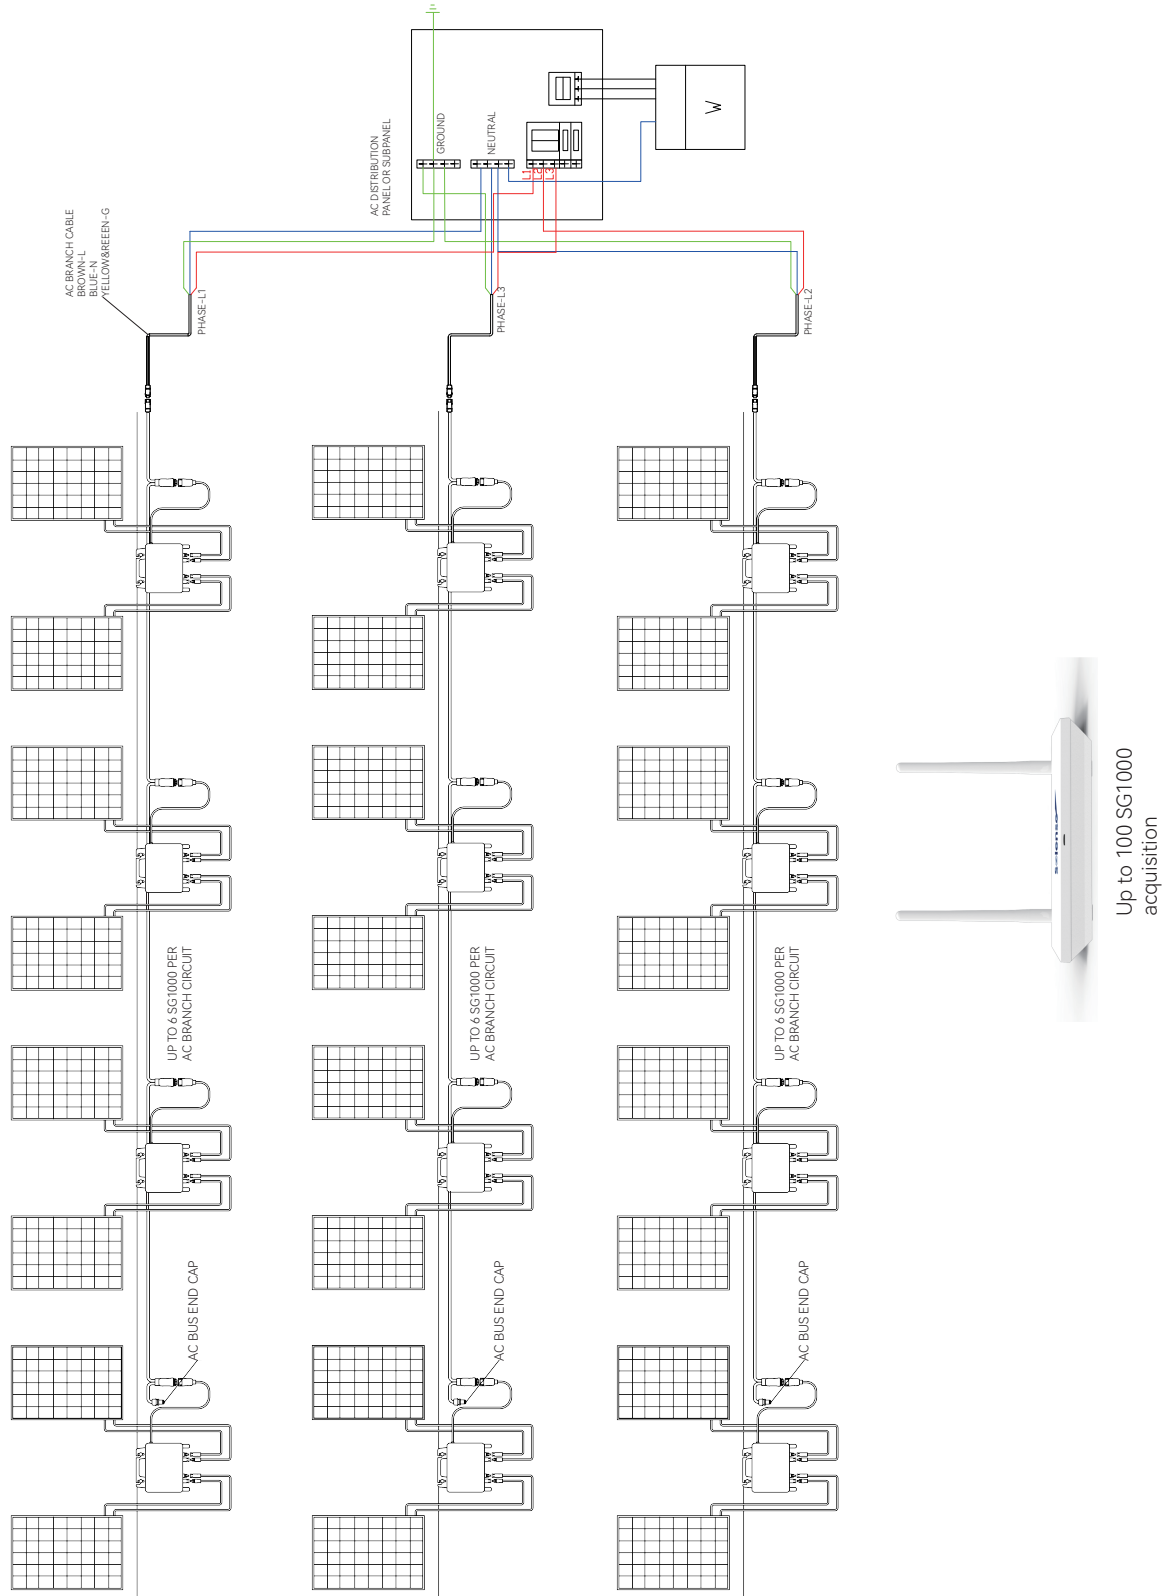 GROUND
NEUTRAL
AC DISTRIBUTION
PANEL OR SUBPANEL
L1
L2
L3
W
AC BRANCH CABLE
BROWN-L
BLUE-N
YELLOW&REEEN-G
PHASE-L1
PHASE-L3
PHASE-L2
UP TO 6 SG1000 PER
AC BRANCH CIRCUIT
UP TO 6 SG1000 PER
AC BRANCH CIRCUIT
UP TO 6 SG1000 PER
AC BRANCH CIRCUIT
AC BUS END CAP
AC BUS END CAP
AC BUS END CAP
Up to 100 SG1000
acquisition